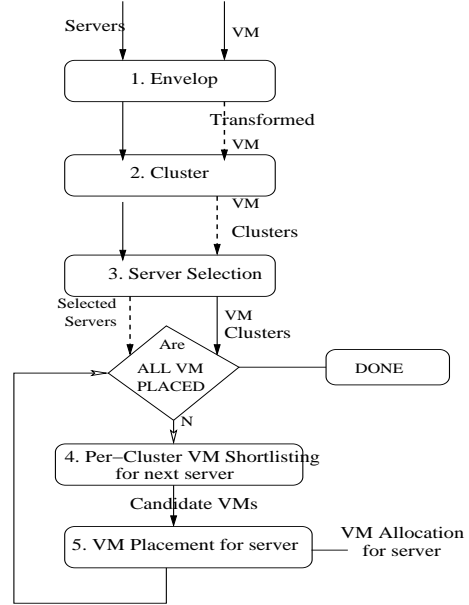 Servers
VM
1. Envelop
Transformed
VM
2. Cluster
VM
Clusters
3. Server Selection
Selected
Servers
VM
Clusters
Are
ALL VM
PLACED
DONE
N
4. Per−Cluster VM Shortlisting
for next server
Candidate VMs
5. VM Placement for server
VM Allocation
for server